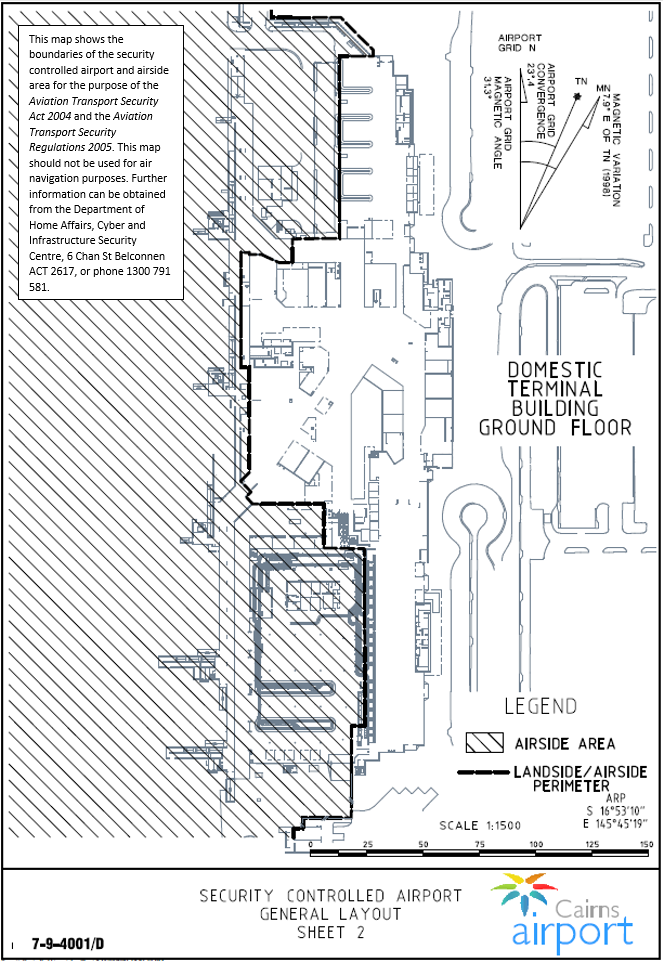 This map shows the
boundaries of the security
controlled airport and airside
area for the purpose of the
Aviation Transport Security
Act 2004 and the Aviation
Transport Security
Regulations 2005. This map
should not be used for air
navigation purposes. Further
information can be obtained
from the Department of
Home Affairs, Cyber and
Infrastructure Security
Centre, 6 Chan St Belconnen
ACT 2617, or phone 1300 791
581.
AIRPORT
GRID N
TN
MN
AIRPORT GRID
MAGNETIC ANGLE
31.3°
AIRPORT GRID
CONVERGENCE
23°.4
MAGNETIC VARIATION
7.9° E OF TN (1998)
DOMESTIC
TERMINAL
BUILDING
GROUND FLOOR
LEGEND
AIRSIDE AREA
LANDSIDE/AIRSIDE
PERIMETER
ARP
S 16°53'10"
E 145°45'19"
SCALE 1:1500
0 25 50 75 100 125 150
SECURITY CONTROLLED AIRPORT
GENERAL LAYOUT
SHEET 2
7-9-4001/D
Cairns
airport